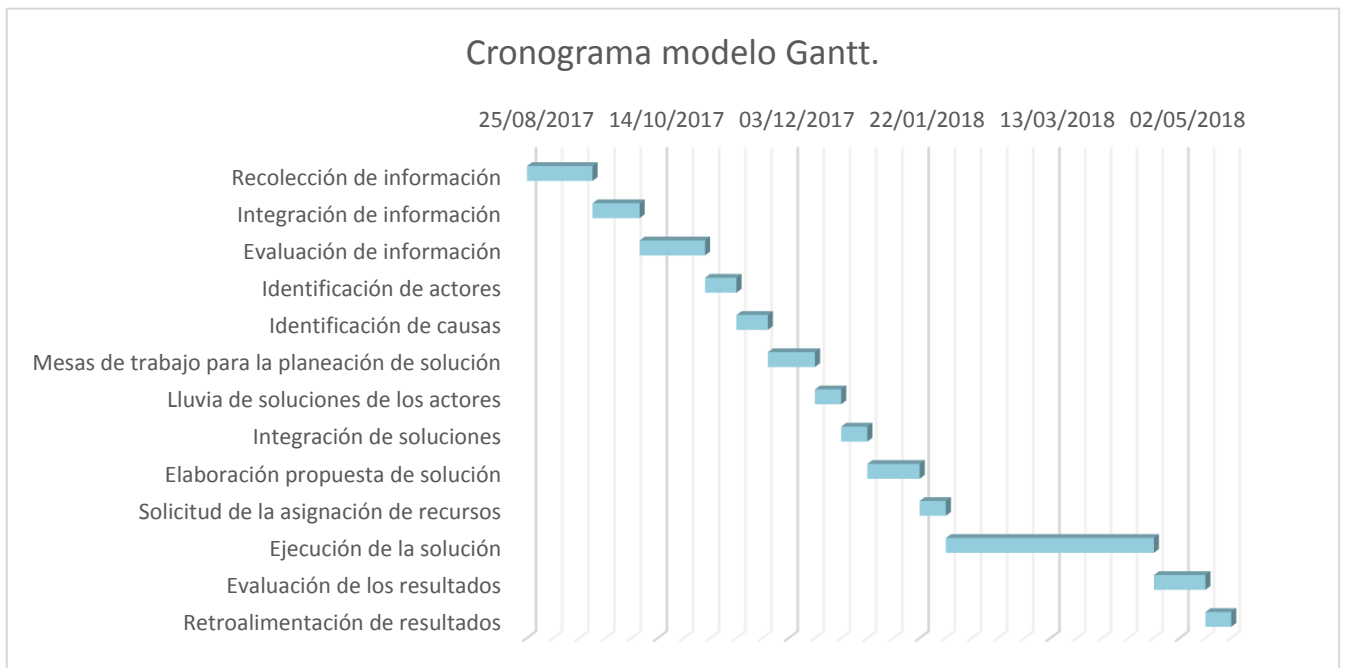 Cronograma modelo Gantt.
25/08/2017 14/10/2017 03/12/2017 22/01/2018 13/03/2018 02/05/2018
Recolección de información
Integración de información
Evaluación de información
Identificación de actores
Identificación de causas
Mesas de trabajo para la planeación de solución
Lluvia de soluciones de los actores
Integración de soluciones
Elaboración propuesta de solución
Solicitud de la asignación de recursos
Ejecución de la solución
Evaluación de los resultados
Retroalimentación de resultados